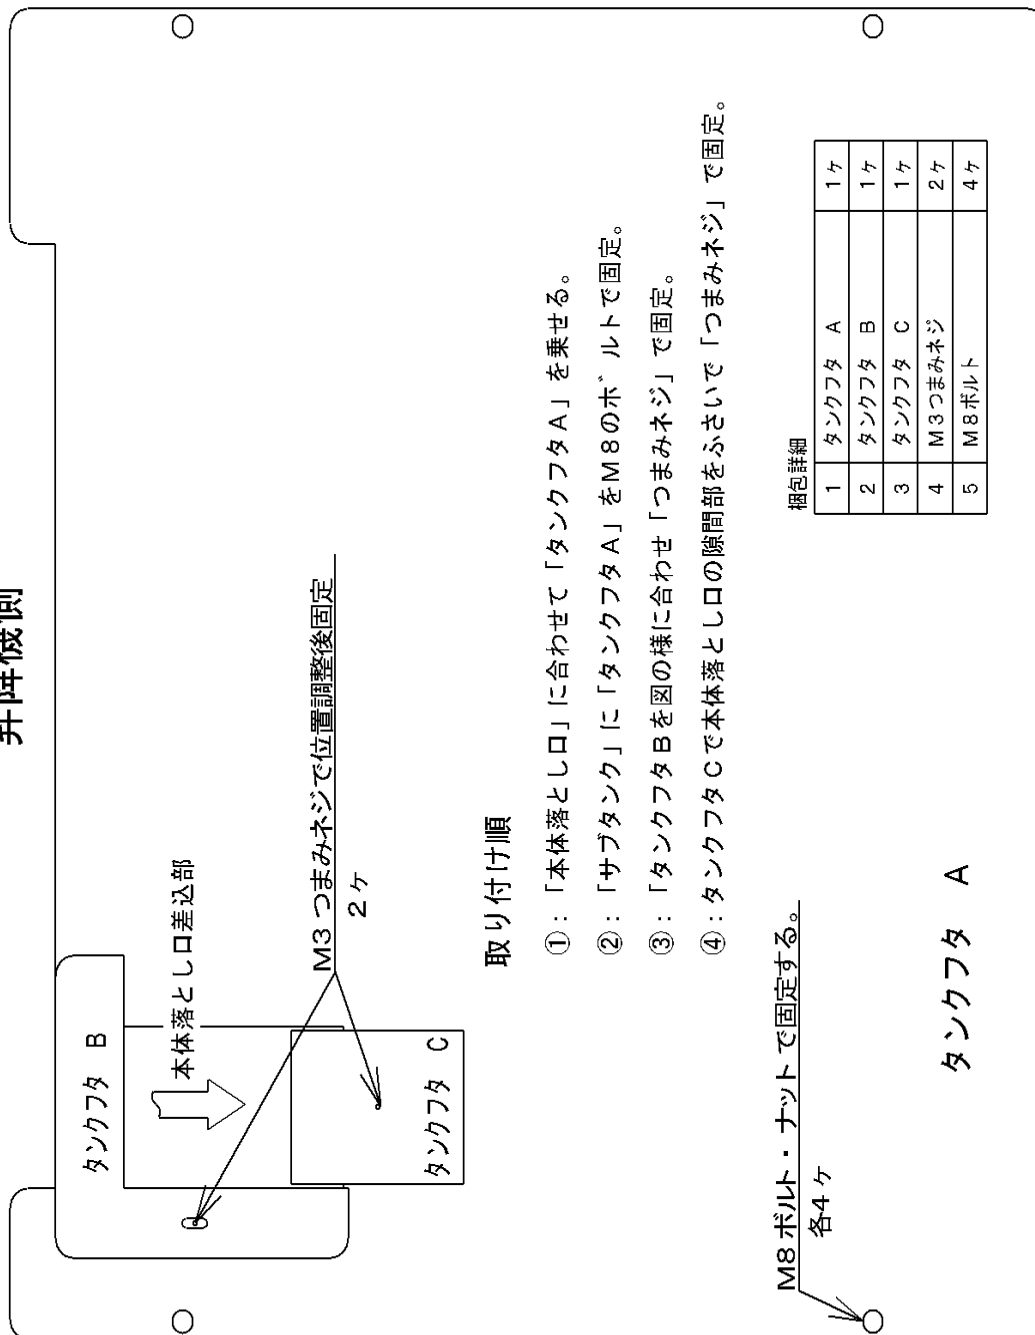 昇降機側
タンクフタ B
本体落とし口差込部
M3 つまみネジで位置調整後固定
2ケ
タンクフタ C
取り付け順
①:「本体落とし口」に合わせて「タンクフタA」を乗せる。
②:「サブタンク」に「タンクフタA」をM8のボルトで固定。
③:「タンクフタBを図の様に合わせ「つまみネジ」で固定。
④:タンクフタCで本体落とし口の隙間部をふさいで「つまみネジ」で固定。
M8 ボルト・ナットで固定する。
各4ケ
梱包詳細
1 タンクフタ A 1ケ
2 タンクフタ B 1ケ
3 タンクフタ C 1ケ
4 M3つまみネジ 2ケ
5 M8ボルト 4ケ
タンクフタ A